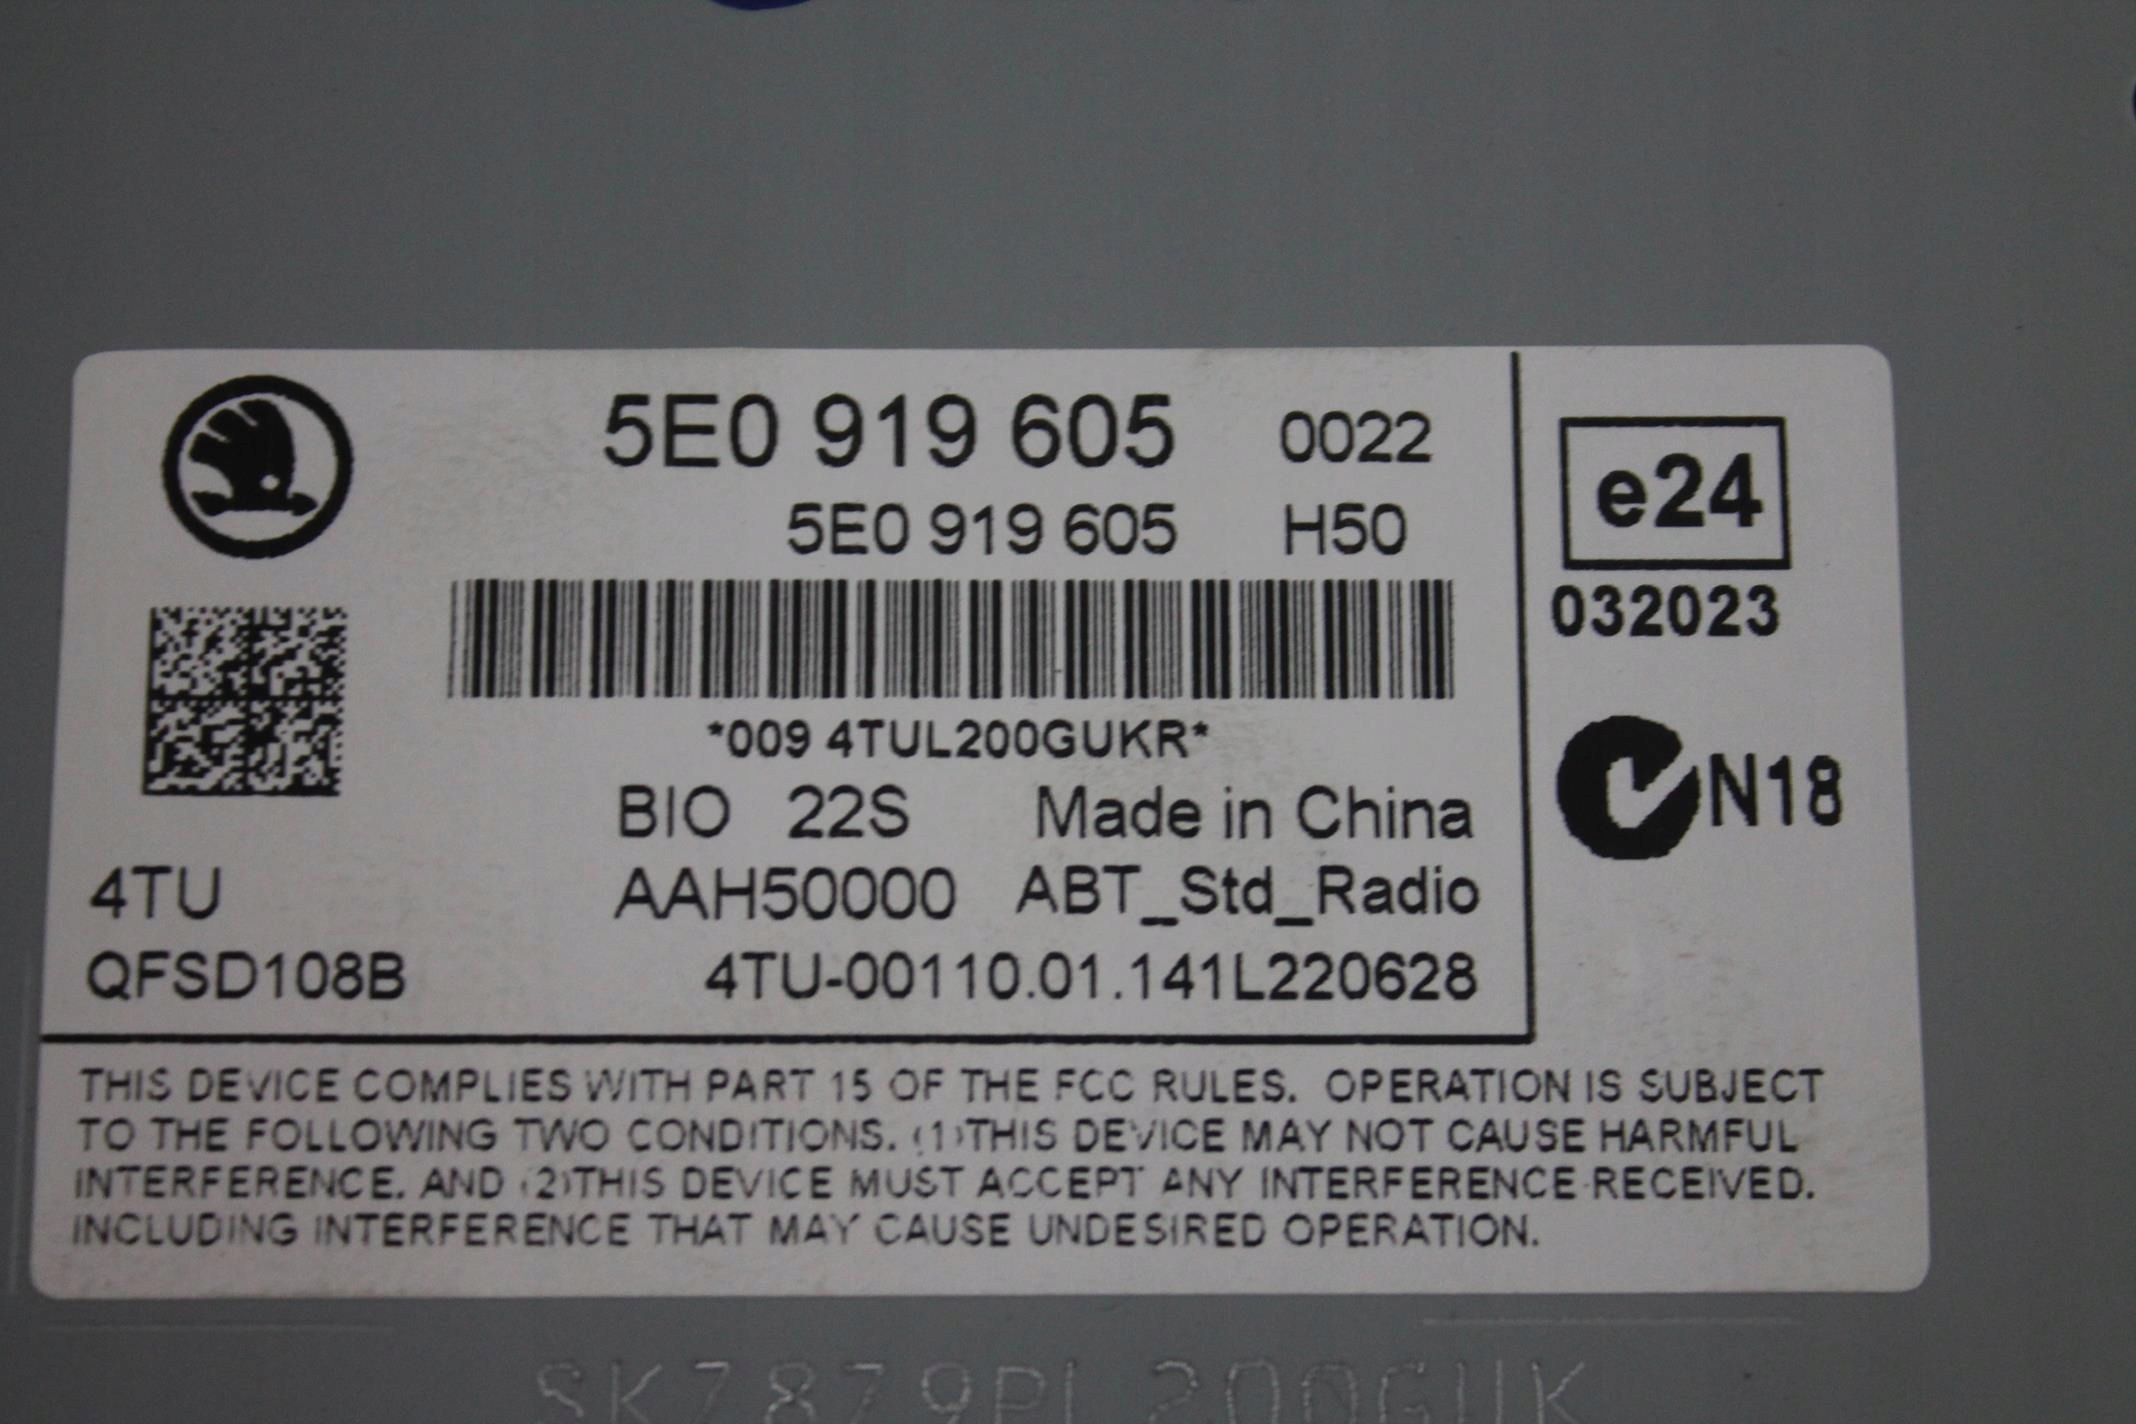 5E0 919 605 0022
5E0 919 605 H50
e24
032023
*009 4TUL200GUKR*
N18
BIO 22S Made in China
4TU AAH50000 ABT_Std_Radio
QFSD108B 4TU-00110.01.141L220628
THIS DEVICE COMPLIES WITH PART 15 OF THE FCC RULES. OPERATION IS SUBJECT
TO THE FOLLOWING TWO CONDITIONS. (1)THIS DEVICE MAY NOT CAUSE HARMFUL
INTERFERENCE. AND (2)THIS DEVICE MUST ACCEPT ANY INTERFERENCE RECEIVED.
INCLUDING INTERFERENCE THAT MAY CAUSE UNDESIRED OPERATION.